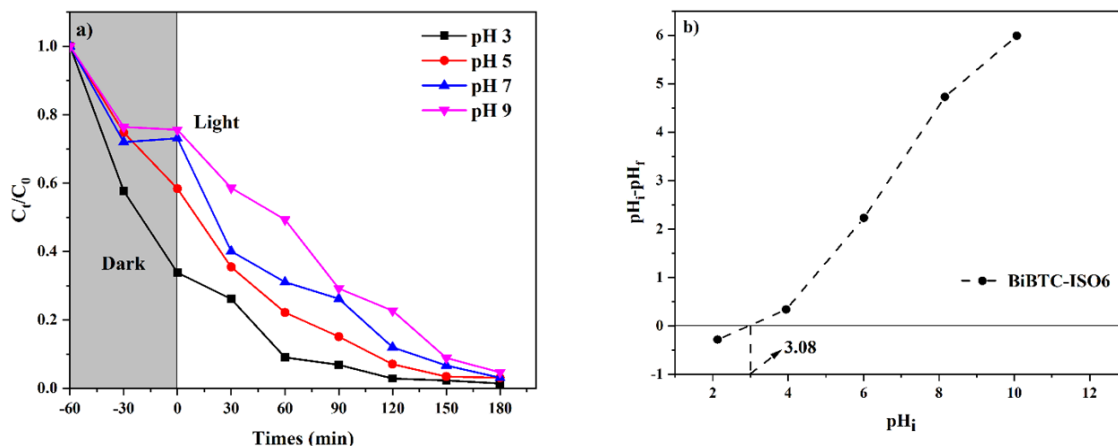 a)
pH 3
pH 5
pH 7
pH 9
Light
Dark
1.0
0.8
0.6
0.4
0.2
0.0
Cₜ/C₀
-60 -30 0 30 60 90 120 150 180
Times (min)
b)
6
5
4
3
2
1
0
-1
pHᵢ-pHf
BiBTC-ISO6
3.08
2 4 6 8 10 12
pHᵢ